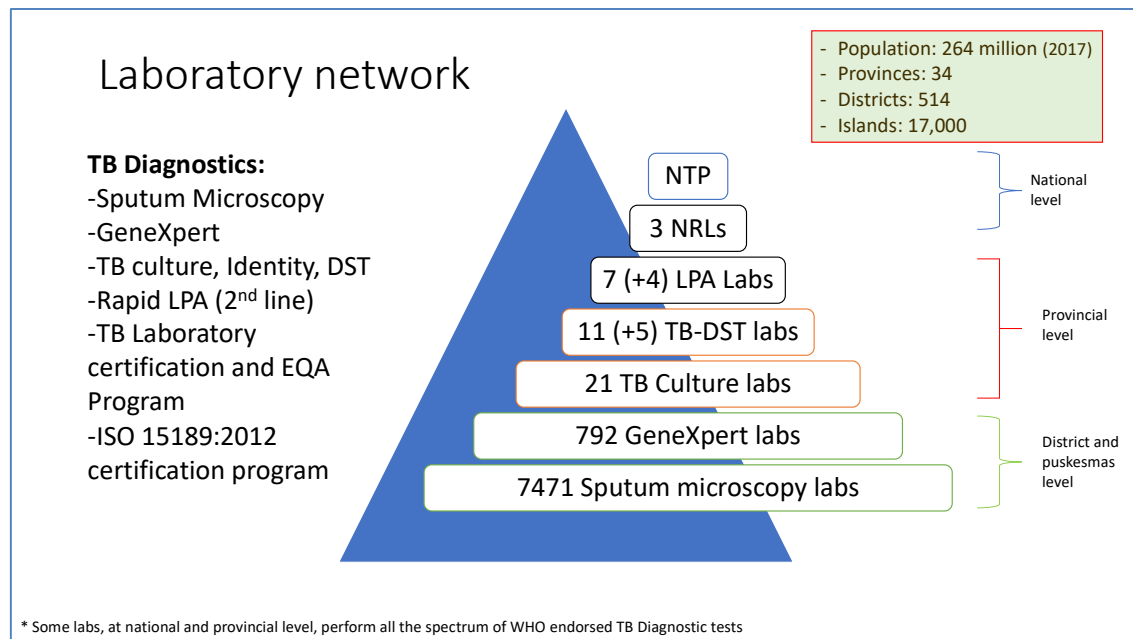 Laboratory network
- Population: 264 million (2017)
- Provinces: 34
- Districts: 514
- Islands: 17,000
TB Diagnostics:
-Sputum Microscopy
-GeneXpert
-TB culture, Identity, DST
-Rapid LPA (2nd line)
-TB Laboratory
certification and EQA
Program
-ISO 15189:2012
certification program
NTP
3 NRLs
7 (+4) LPA Labs
11 (+5) TB-DST labs
21 TB Culture labs
792 GeneXpert labs
7471 Sputum microscopy labs
National
level
Provincial
level
District and
puskesmas
level
* Some labs, at national and provincial level, perform all the spectrum of WHO endorsed TB Diagnostic tests